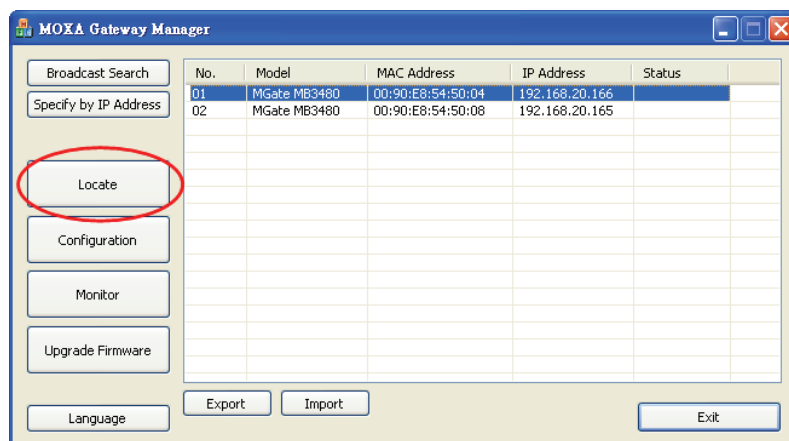 MOXA Gateway Manager
Broadcast Search
Specify by IP Address
Locate
Configuration
Monitor
Upgrade Firmware
Language
No. Model MAC Address IP Address Status
01 MGate MB3480 00:90:E8:54:50:04 192.168.20.166
02 MGate MB3480 00:90:E8:54:50:08 192.168.20.165
Export Import
Exit